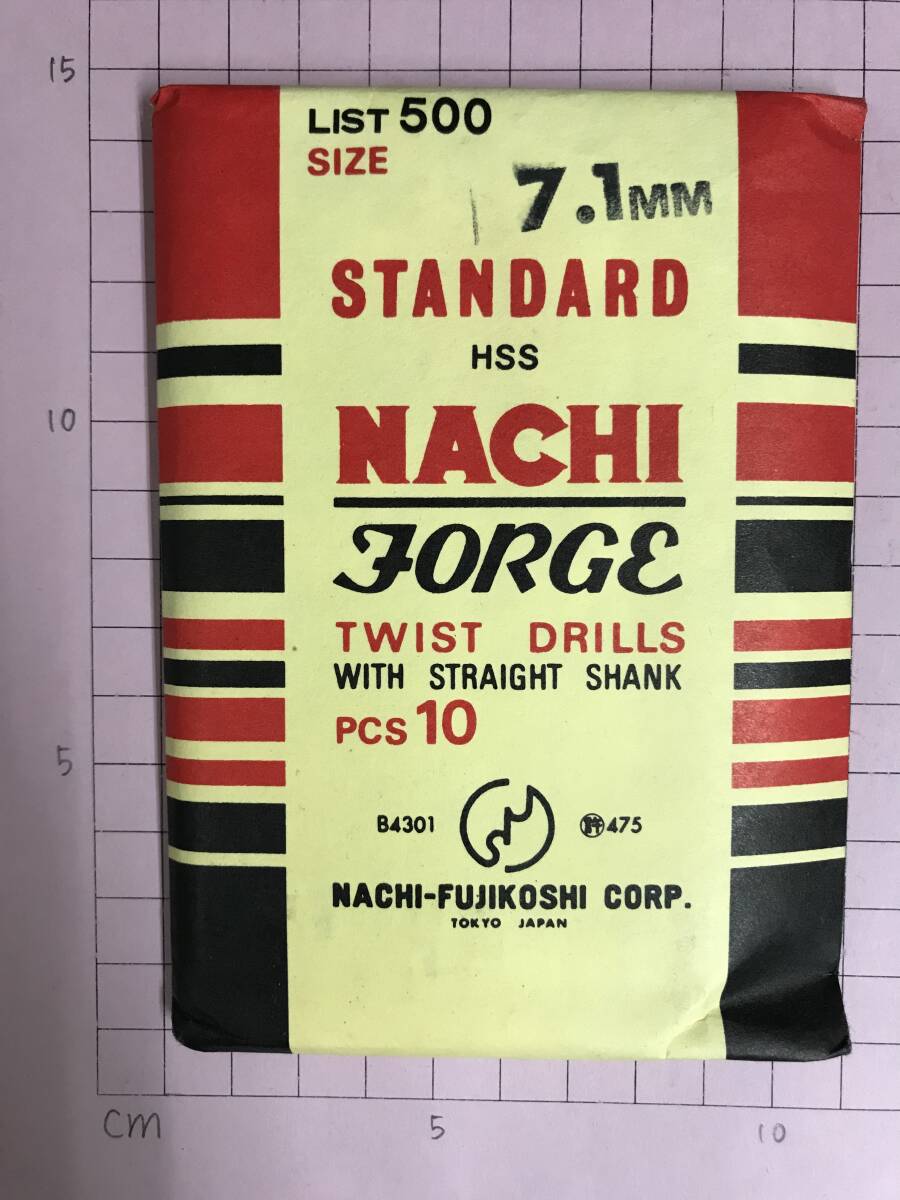 15
LIST 500
SIZE
7.1MM
STANDARD
HSS
10
NACHI
FORGE
TWIST DRILLS
WITH STRAIGHT SHANK
PCS 10
5
B4301 475
NACHI-FUJIKOSHI CORP.
TOKYO JAPAN
cm 5 10